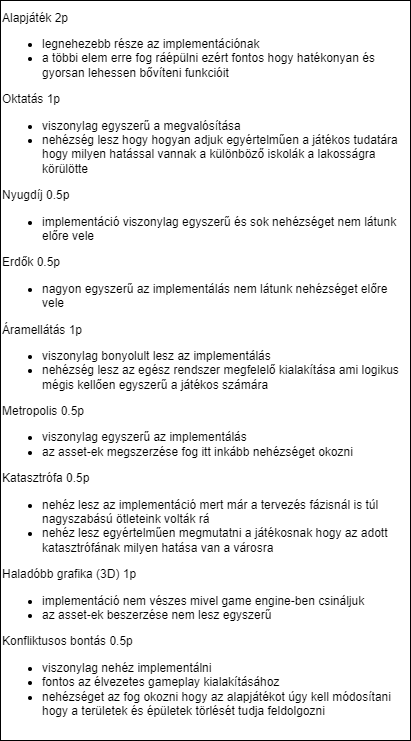 Alapjáték 2p
• legnehezebb része az implementációnak
• a többi elem erre fog ráépülni ezért fontos hogy hatékonyan és
gyorsan lehessen bővíteni funkcióit
Oktatás 1p
• viszonylag egyszerű a megvalósítása
• nehézség lesz hogy hogyan adjuk egyértelműen a játékos tudatára
hogy milyen hatással vannak a különböző iskolák a lakosságra
körülötte
Nyugdíj 0.5p
• implementáció viszonylag egyszerű és sok nehézséget nem látunk
előre vele
Erdők 0.5p
• nagyon egyszerű az implementálás nem látunk nehézséget előre
vele
Áramellátás 1p
• viszonylag bonyolult lesz az implementálás
• nehézség lesz az egész rendszer megfelelő kialakítása ami logikus
mégis kellően egyszerű a játékos számára
Metropolis 0.5p
• viszonylag egyszerű az implementálás
• az asset-ek megszerzése fog itt inkább nehézséget okozni
Katasztrófa 0.5p
• nehéz lesz az implementáció mert már a tervezés fázisnál is túl
nagyszabású ötleteink volták rá
• nehéz lesz egyértelműen megmutatni a játékosnak hogy az adott
katasztrófának milyen hatása van a városra
Haladóbb grafika (3D) 1p
• implementáció nem vészes mivel game engine-ben csináljuk
• az asset-ek beszerzése nem lesz egyszerű
Konfliktusos bontás 0.5p
• viszonylag nehéz implementálni
• fontos az élvezetes gameplay kialakításához
• nehézséget az fog okozni hogy az alapjátékot úgy kell módosítani
hogy a területek és épületek törlését tudja feldolgozni